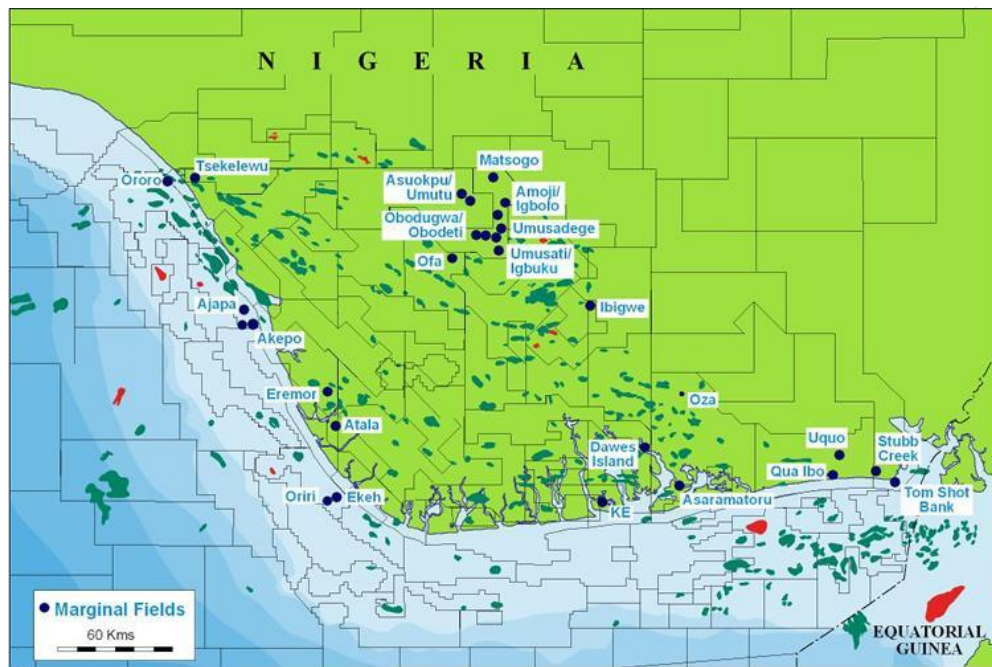 NIGERIA
Matsogo
Tsekelewu
Ororo
Asuokpu/
Umutu
Amoji/
Igbolo
Obodugwa/
Obodeti
Umusadege
Ofa
Umusati/
Igbuku
Ajapa
Ibigwe
Akepo
Eremor
Oza
Atala
Dawes
Island
Uquo
Stubb
Creek
Qua Ibo
Oriri
Ekeh
KE
Asaramatoru
Tom Shot
Bank
Marginal Fields
60 Kms
EQUATORIAL
GUINEA